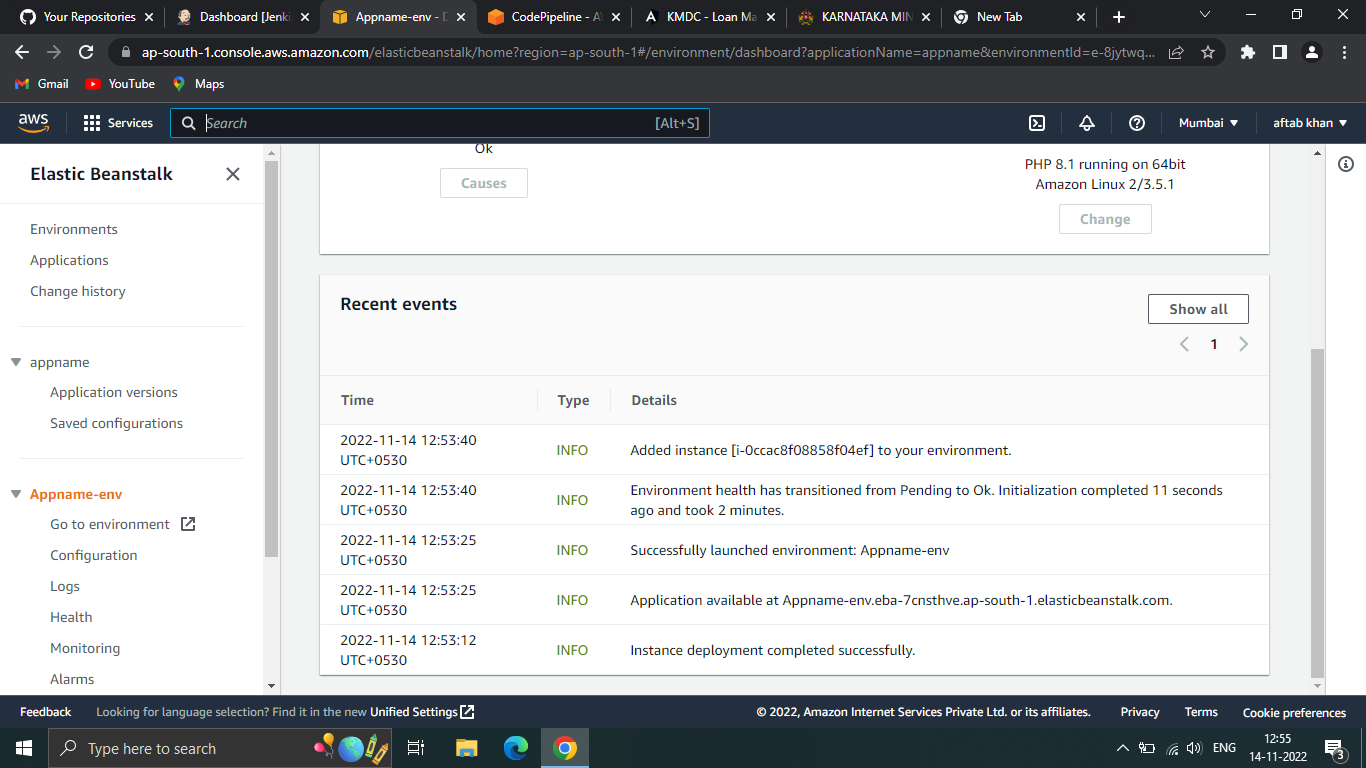 Your Repositories
Dashboard [Jenki
Appname-env - D
CodePipeline - A
KMDC - Loan Ma
KARNATAKA MIN
New Tab
ap-south-1.console.aws.amazon.com/elasticbeanstalk/home?region=ap-south-1#/environment/dashboard?applicationName=appname&environmentId=e-8jytwq...
Gmail
YouTube
Maps
aws
Services
Search
[Alt+S]
Mumbai
aftab khan
Elastic Beanstalk
Environments
Applications
Change history
appname
Application versions
Saved configurations
Appname-env
Go to environment
Configuration
Logs
Health
Monitoring
Alarms
Ok
Causes
PHP 8.1 running on 64bit
Amazon Linux 2/3.5.1
Change
Recent events
Show all
1
Time Type Details
2022-11-14 12:53:40
UTC+0530
INFO
Added instance [i-0ccac8f08858f04ef] to your environment.
2022-11-14 12:53:40
UTC+0530
INFO
Environment health has transitioned from Pending to Ok. Initialization completed 11 seconds
ago and took 2 minutes.
2022-11-14 12:53:25
UTC+0530
INFO
Successfully launched environment: Appname-env
2022-11-14 12:53:25
UTC+0530
INFO
Application available at Appname-env.eba-7cnsthve.ap-south-1.elasticbeanstalk.com.
2022-11-14 12:53:12
UTC+0530
INFO
Instance deployment completed successfully.
Feedback
Looking for language selection? Find it in the new Unified Settings
© 2022, Amazon Internet Services Private Ltd. or its affiliates.
Privacy
Terms
Cookie preferences
Type here to search
ENG
12:55
14-11-2022
3